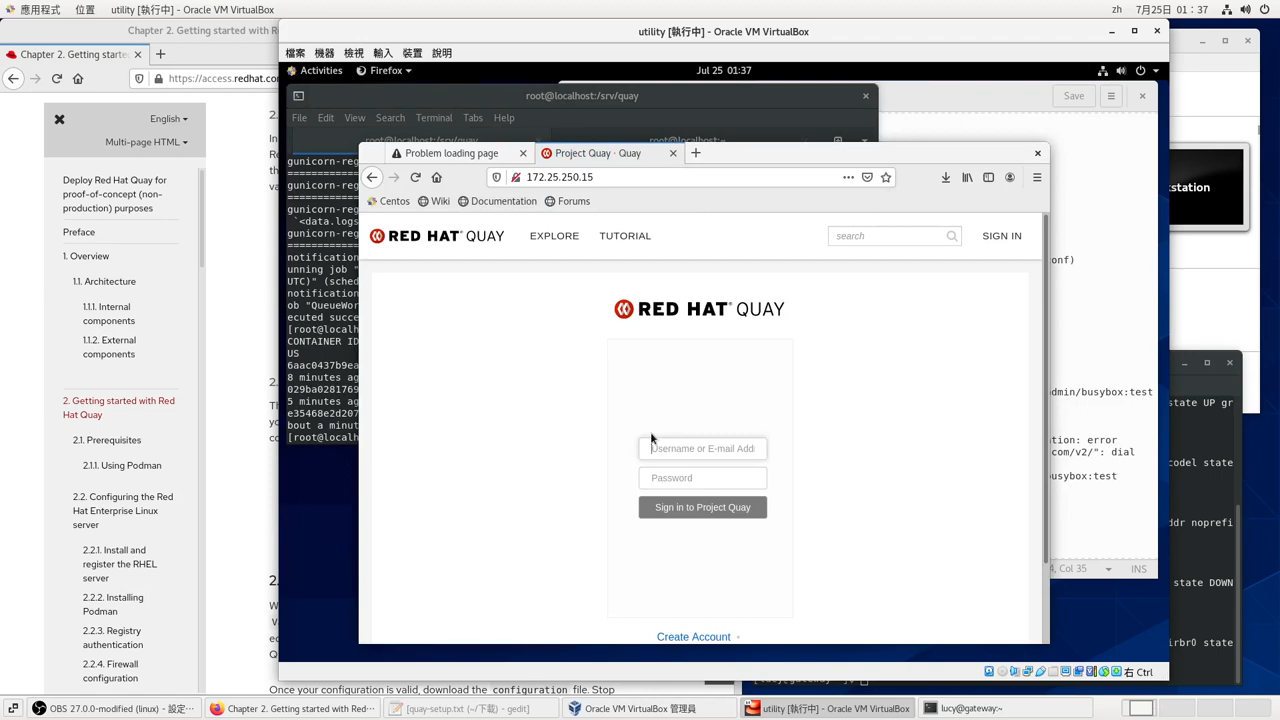 應用程式 位置 utility [執行中] - Oracle VM VirtualBox zh 7月25日 01：37
Chapter 2. Getting started with R
Chapter 2. Getting starte
https://access.redhat.co
English
Multi-page HTML
Deploy Red Hat Quay for
proof-of-concept (non-
production) purposes
Preface
1. Overview
1.1. Architecture
1.1.1. Internal
components
1.1.2. External
components
2. Getting started with Red
Hat Quay
2.1. Prerequisites
2.1.1. Using Podman
2.2. Configuring the Red
Hat Enterprise Linux
server
2.2.1. Install and
register the RHEL
server
2.2.2. Installing
Podman
2.2.3. Registry
authentication
2.2.4. Firewall
configuration
Once your configuration is valid, download the configuration file. Stop
utility [執行中] - Oracle VM VirtualBox
檔案 機器 檢視 輸入 裝置 說明
Activities Firefox Jul 25 01:37
root@localhost:/srv/quay
File Edit View Search Terminal Tabs Help
root@localhost:/srv/quay root@localhost:~
Save
gunicorn-reg
============
gunicorn-reg
============
gunicorn-reg
`<data.logs
gunicorn-reg
============
notification
unning job "
UTC)" (sched
notification
ob "QueueWor
ecuted succe
[root@localh
CONTAINER ID
US
6aac0437b9ea
8 minutes ag
029ba0281769
5 minutes ag
e35468e2d207
bout a minut
[root@localh
Problem loading page
Project Quay · Quay
172.25.250.15
Centos Wiki Documentation Forums
RED HAT® QUAY EXPLORE TUTORIAL search SIGN IN
RED HAT® QUAY
Username or E-mail Addr
Password
Sign in to Project Quay
Create Account
onf)
dmin/busybox:test
ation: error
com/v2/": dial
busybox:test
4, Col 35 INS
右 Ctrl
station
state UP gr
codel state
ddr noprefi
state DOWN
irbr0 state
OBS 27.0.0-modified (linux) - 設定…
Chapter 2. Getting started with Red…
[quay-setup.txt (~/下載) - gedit]
Oracle VM VirtualBox 管理員
utility [執行中] - Oracle VM VirtualBox
lucy@gateway:~